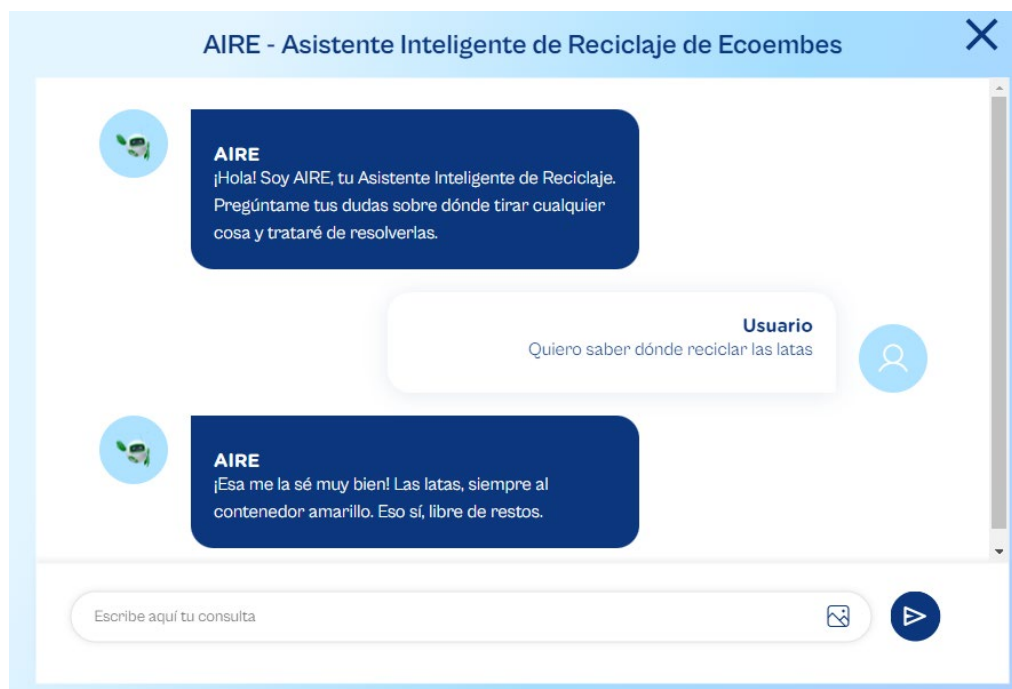 AIRE - Asistente Inteligente de Reciclaje de Ecoembes
AIRE
¡Hola! Soy AIRE, tu Asistente Inteligente de Reciclaje.
Pregúntame tus dudas sobre dónde tirar cualquier
cosa y trataré de resolverlas.
Usuario
Quiero saber dónde reciclar las latas
AIRE
¡Esa me la sé muy bien! Las latas, siempre al
contenedor amarillo. Eso sí, libre de restos.
Escribe aquí tu consulta